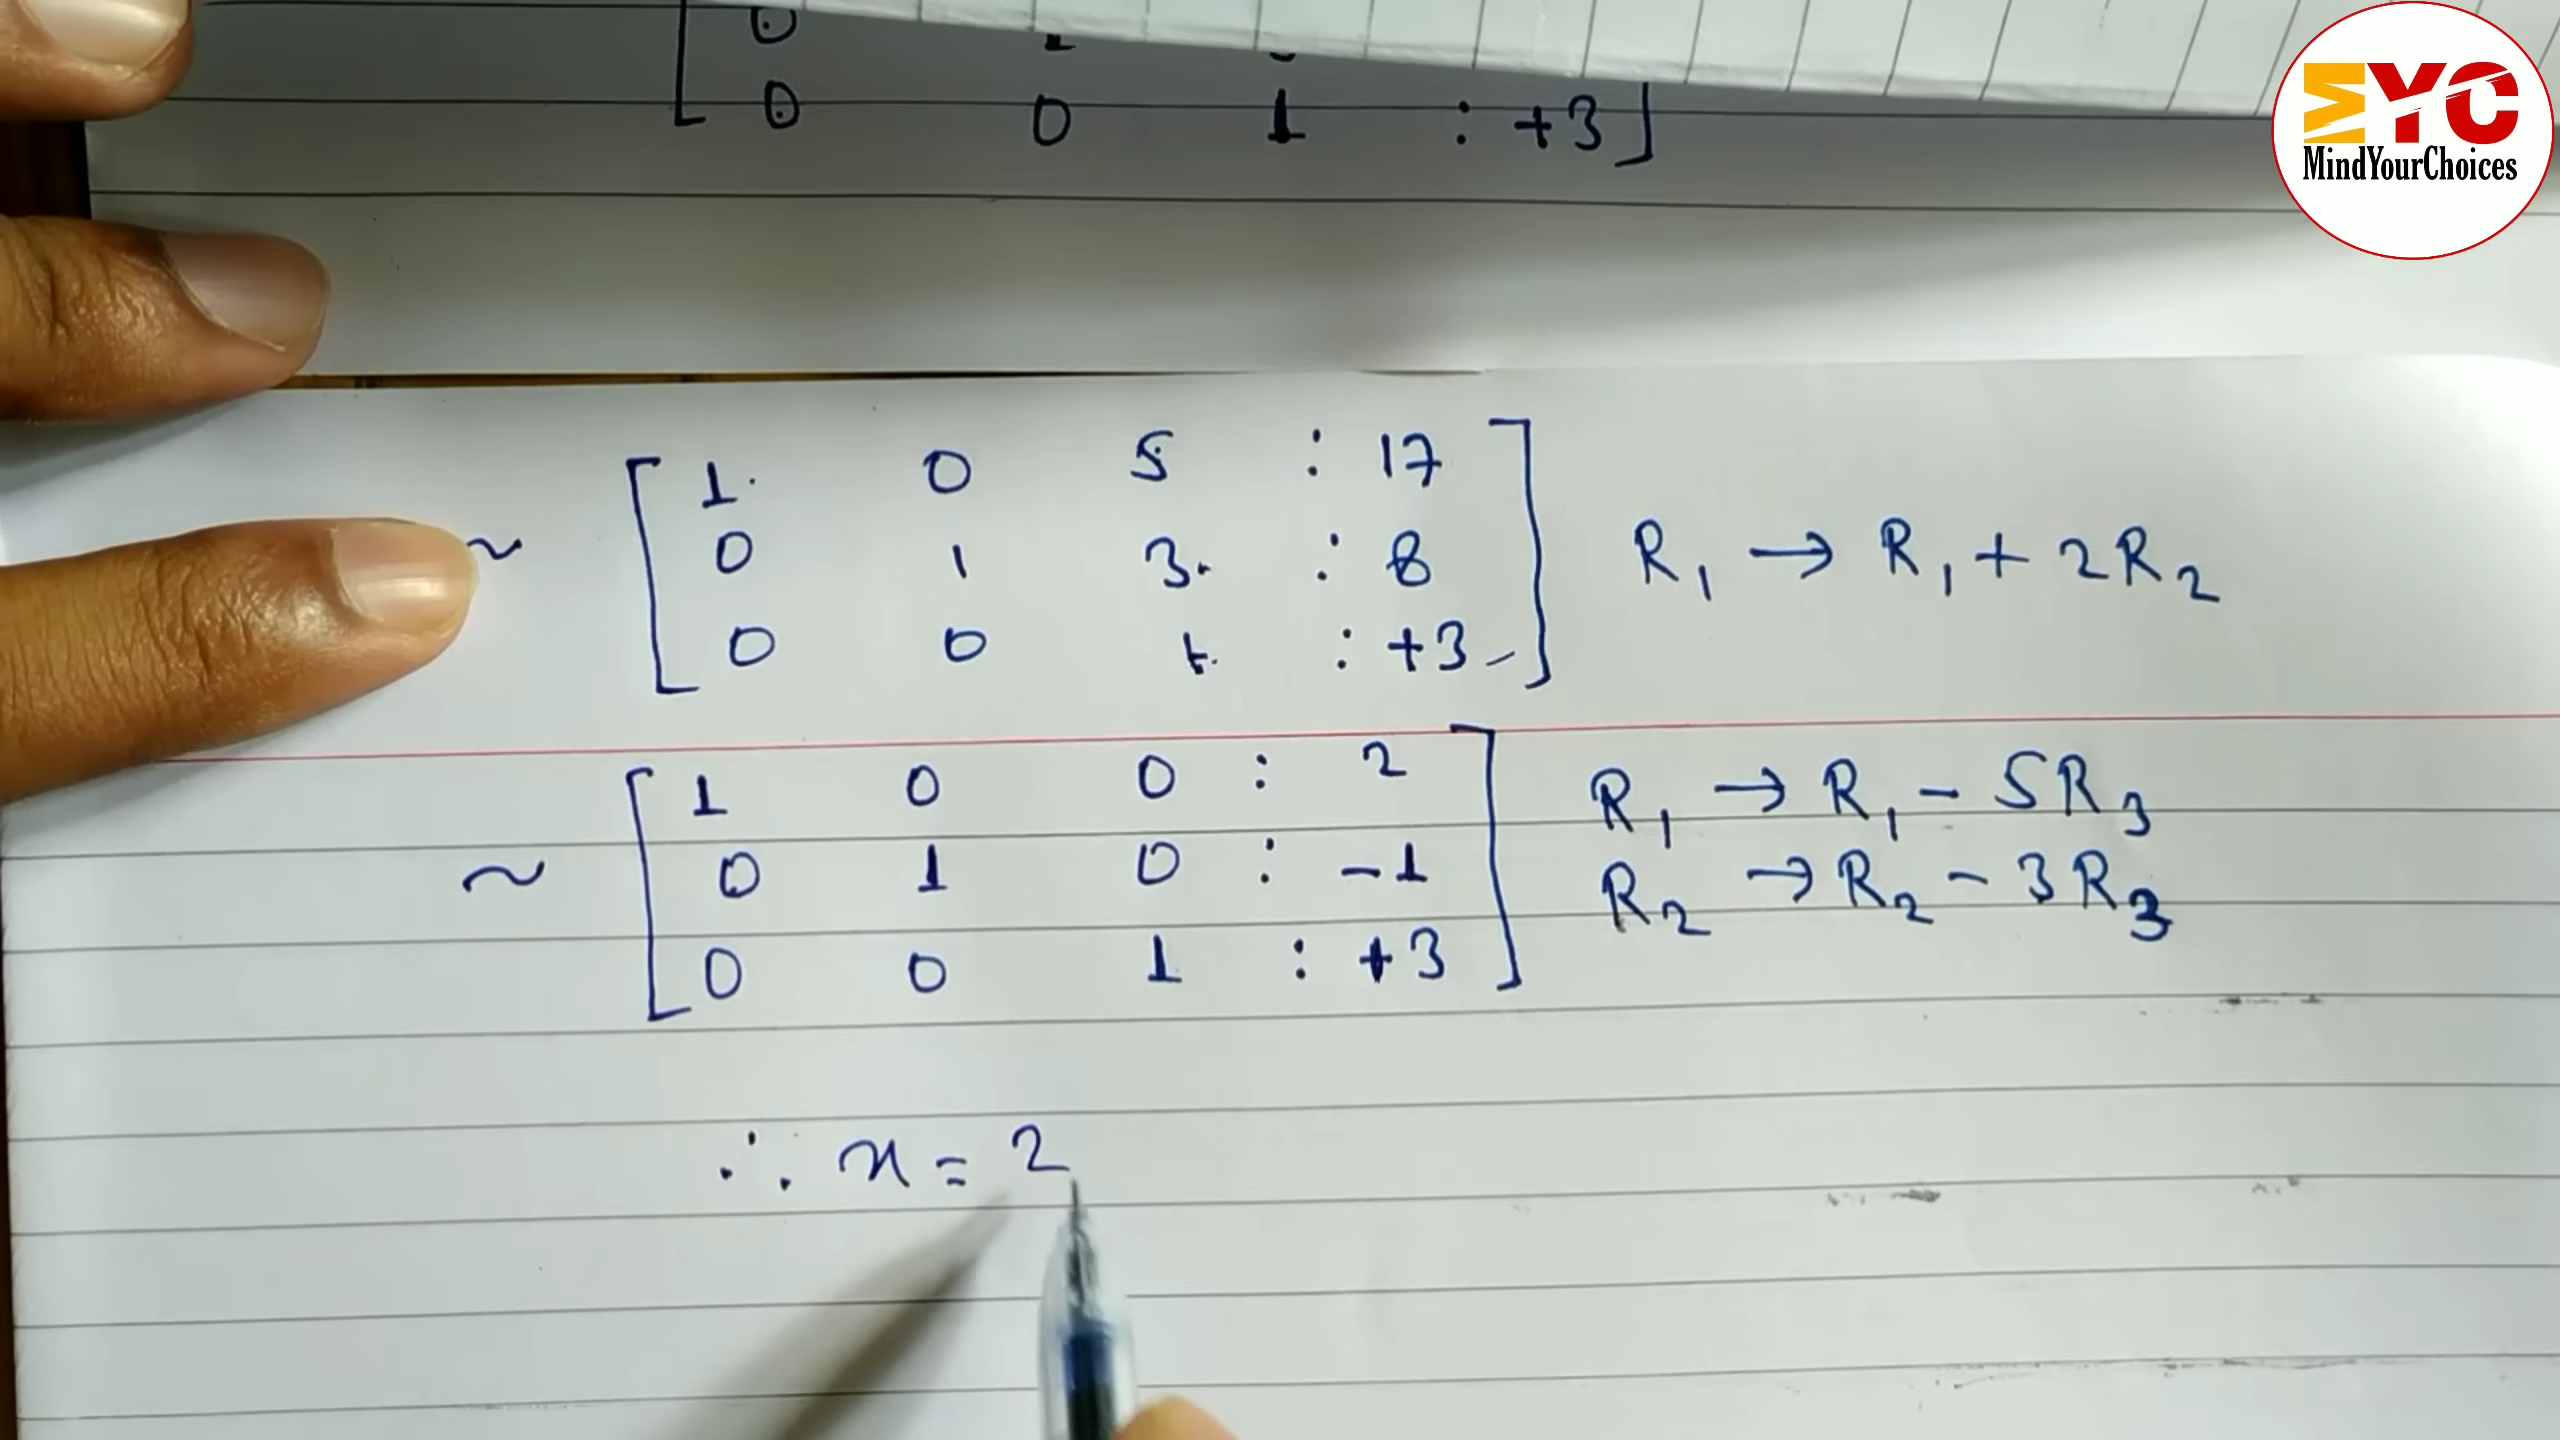 0
0 0 1 : +3
MYC
MindYourChoices
1 0 5 : 17
~ 0 1 3 : 8 R1 → R1 + 2R2
0 0 1 : +3
1 0 0 : 2 R1 → R1 - 5R3
~ 0 1 0 : -1 R2 → R2 - 3R3
0 0 1 : +3
∴ x = 2